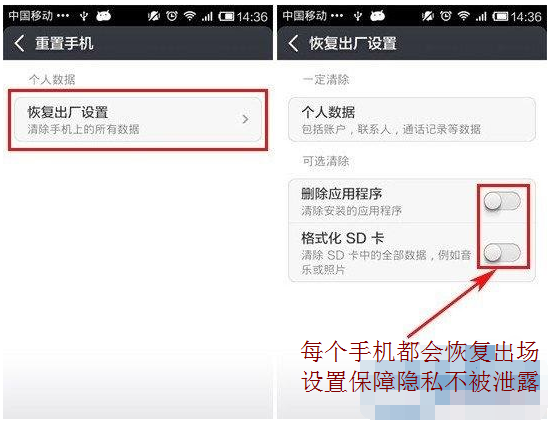 中国移动 ... 14:36
重置手机
个人数据
恢复出厂设置
清除手机上的所有数据
中国移动 ... 14:36
恢复出厂设置
一定清除
个人数据
包括账户，联系人，通话记录等数据
可选清除
删除应用程序
清除安装的应用程序
格式化 SD 卡
清除 SD 卡中的全部数据，例如音
乐或照片
每个手机都会恢复出场
设置保障隐私不被泄露